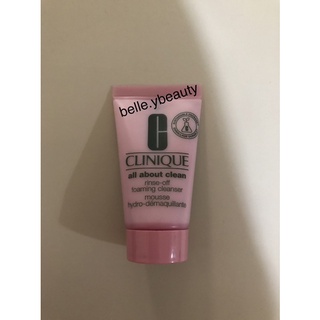 belle.ybeauty
C
CLINIQUE
all about clean
rinse-off
foaming cleanser
mousse
hydro-démaquillante